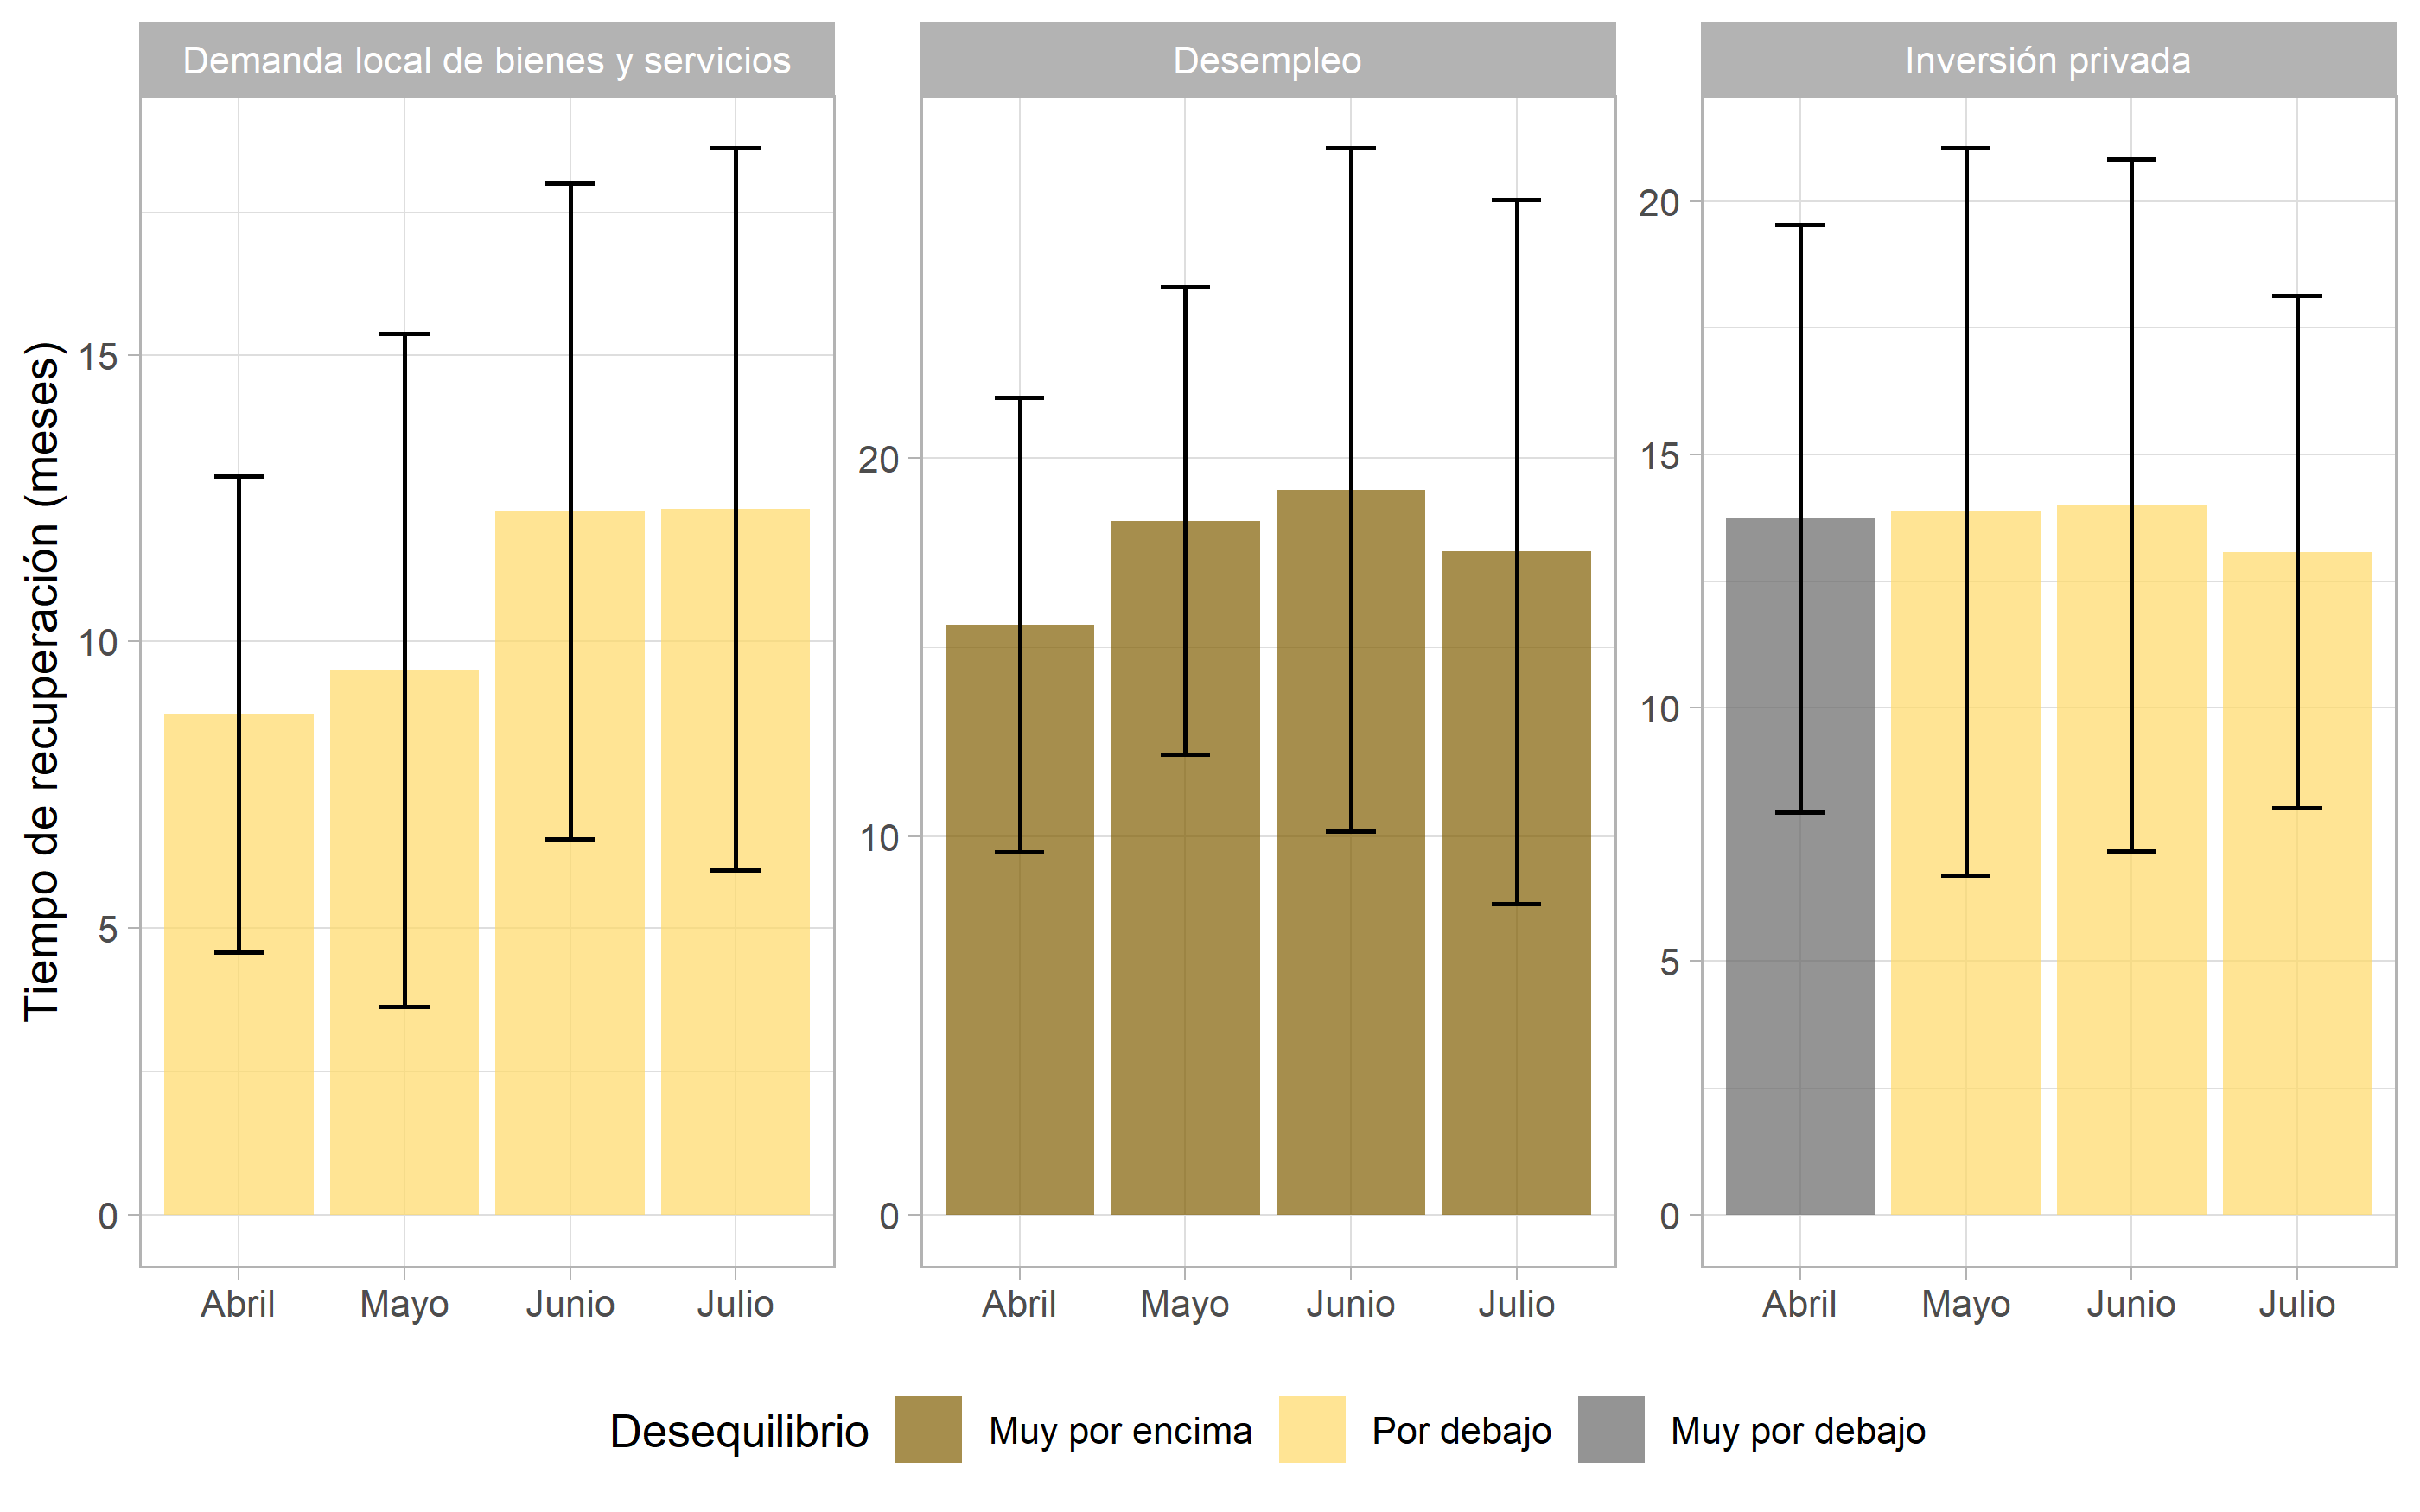 Demanda local de bienes y servicios
Desempleo
Inversión privada
Tiempo de recuperación (meses)
15
10
5
0
20
10
0
20
15
10
5
0
Abril Mayo Junio Julio
Abril Mayo Junio Julio
Abril Mayo Junio Julio
Desequilibrio Muy por encima Por debajo Muy por debajo